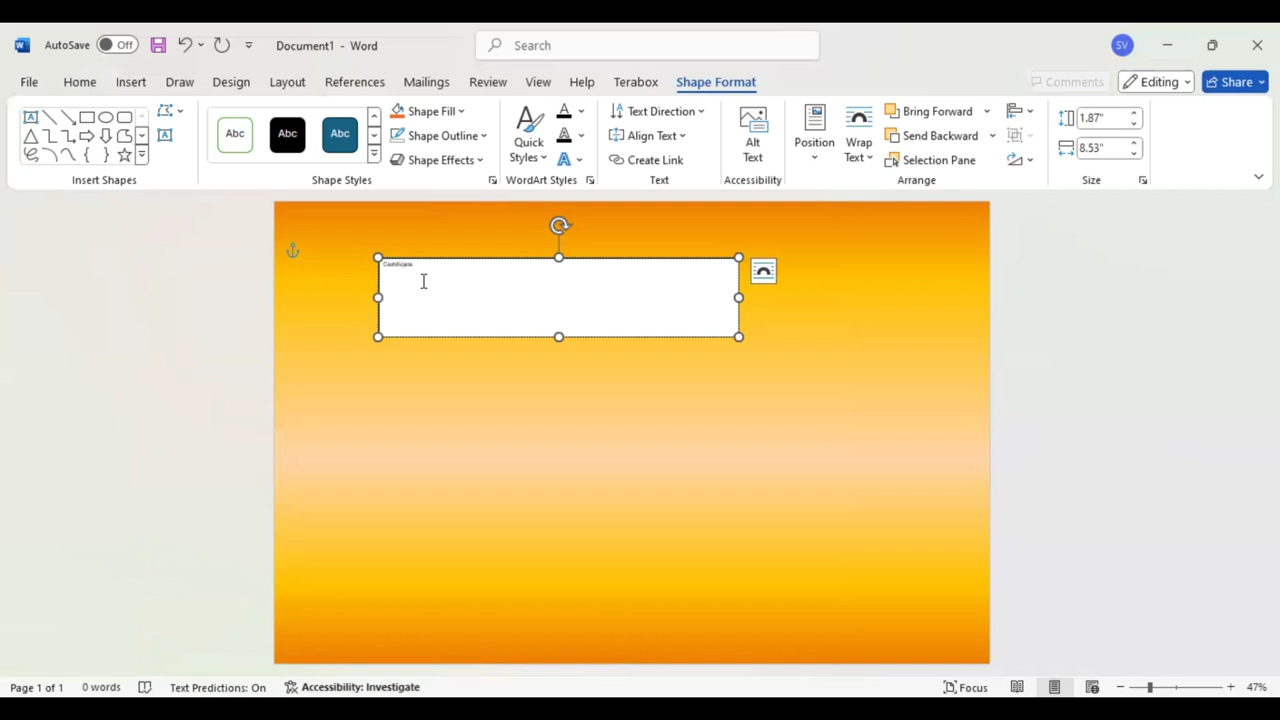 AutoSave Off Document1 - Word Search SV
File Home Insert Draw Design Layout References Mailings Review View Help Terabox Shape Format Comments Editing Share
Shape Fill
Shape Outline
Shape Effects
Abc Abc Abc
Quick Styles
Text Direction
Align Text
Create Link
Alt Text
Position
Wrap Text
Bring Forward
Send Backward
Selection Pane
1.87"
8.53"
Insert Shapes Shape Styles WordArt Styles Text Accessibility Arrange Size
Certificate
Page 1 of 1 0 words Text Predictions: On Accessibility: Investigate Focus 47%